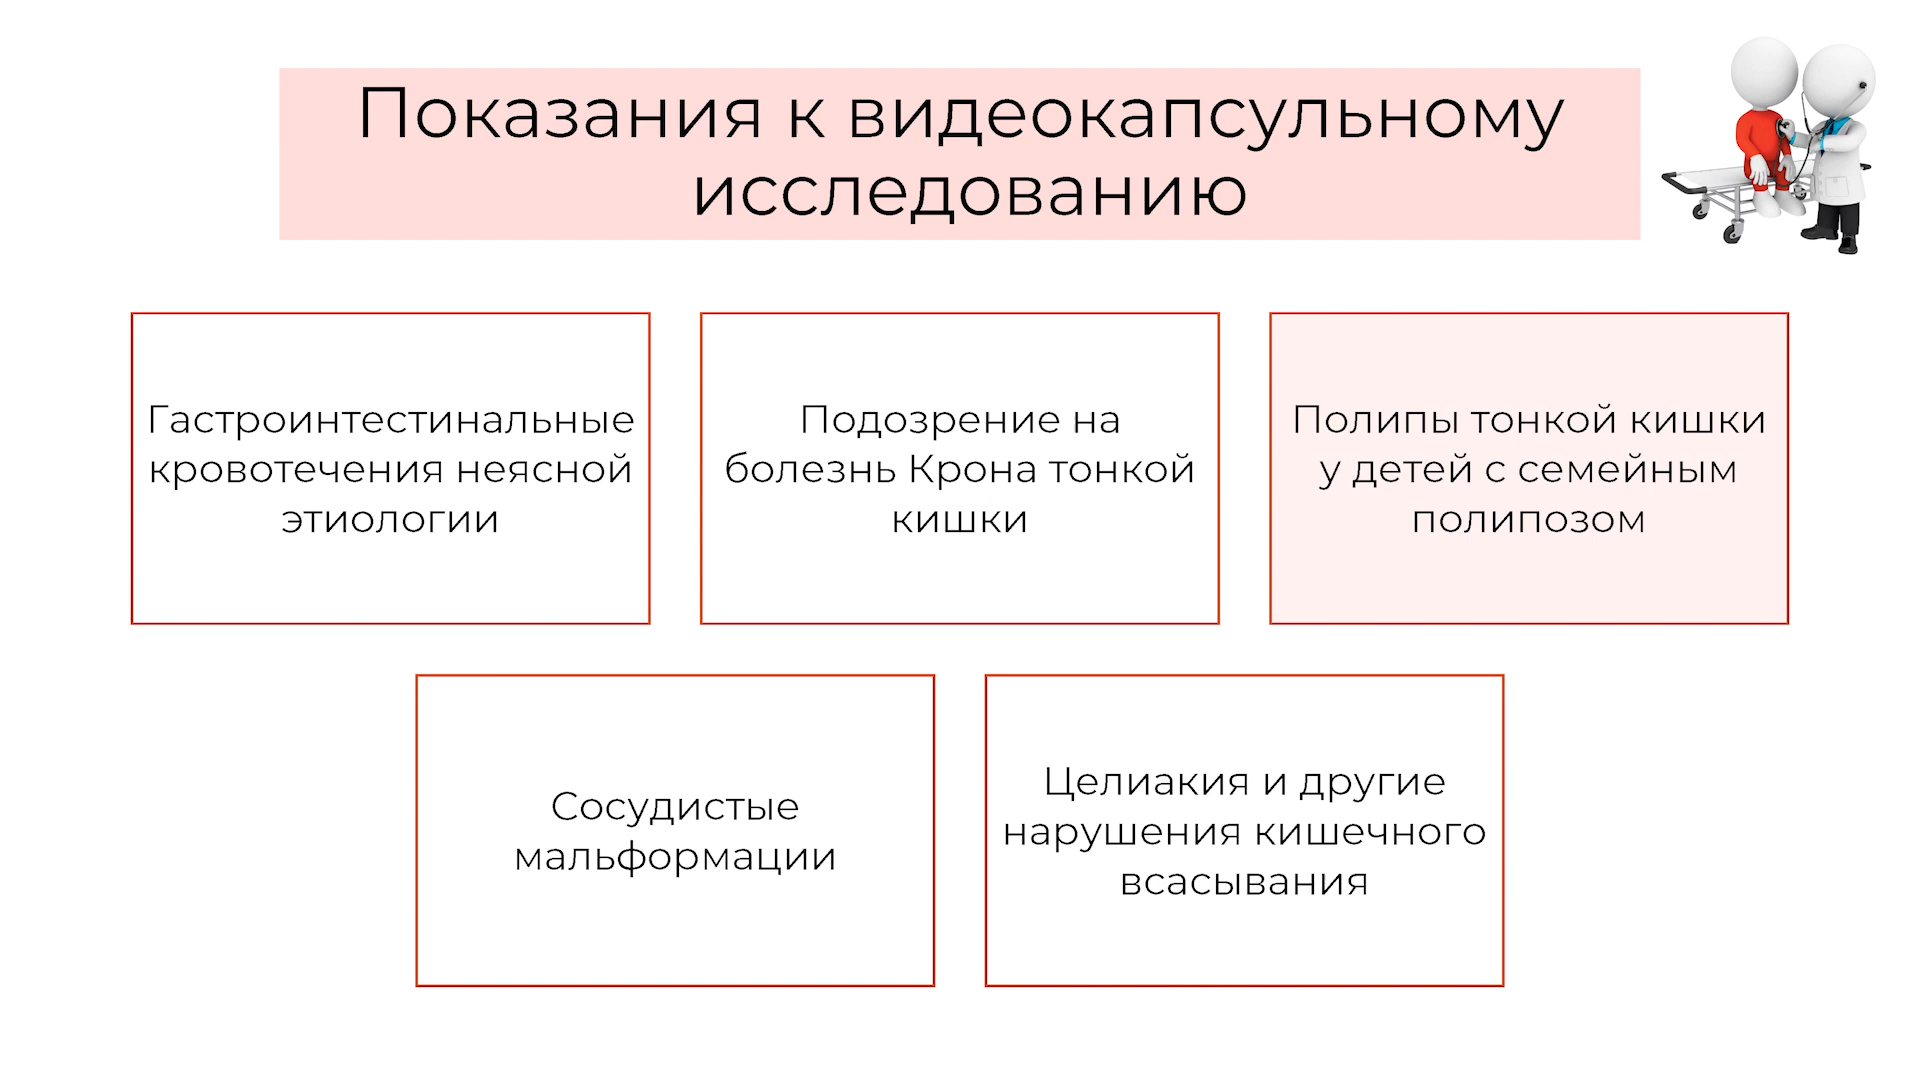 Показания к видеокапсульному
исследованию
Гастроинтестинальные
кровотечения неясной
этиологии
Подозрение на
болезнь Крона тонкой
кишки
Полипы тонкой кишки
у детей с семейным
полипозом
Сосудистые
мальформации
Целиакия и другие
нарушения кишечного
всасывания